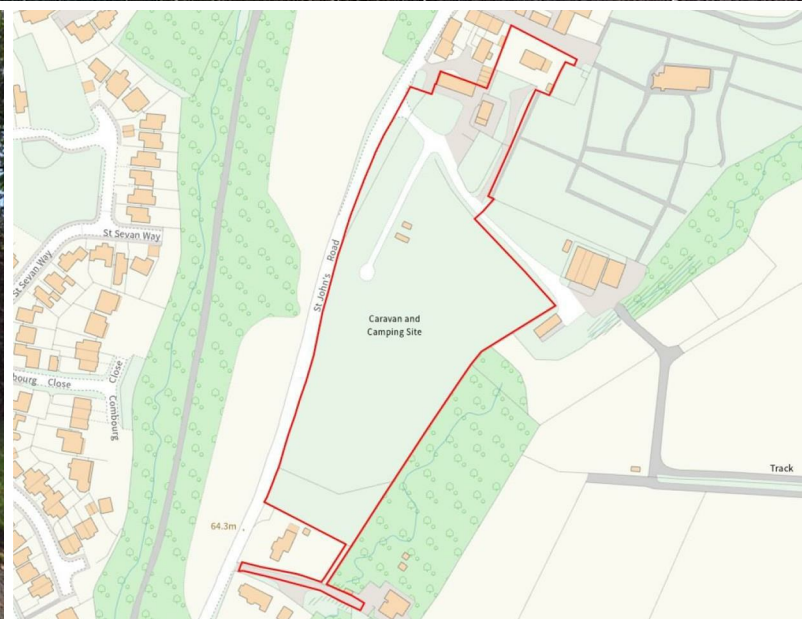 St Sevan Way
St Sevan Way
St John's Road
Caravan and
Camping Site
bourg Close
Close
Combourg
64.3m
Track